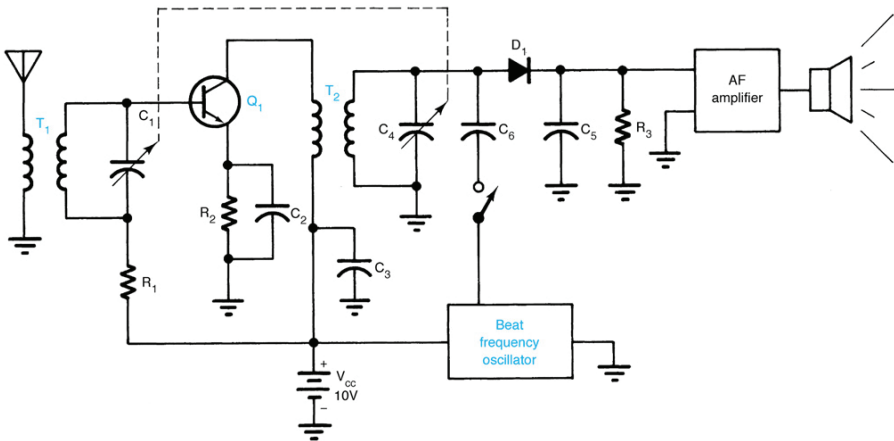 D1
T2
AF
amplifier
Q1
C1
T1
C4
C6
C5
R3
R2
C2
C3
R1
Beat
frequency
oscillator
+
Vcc
10V
−